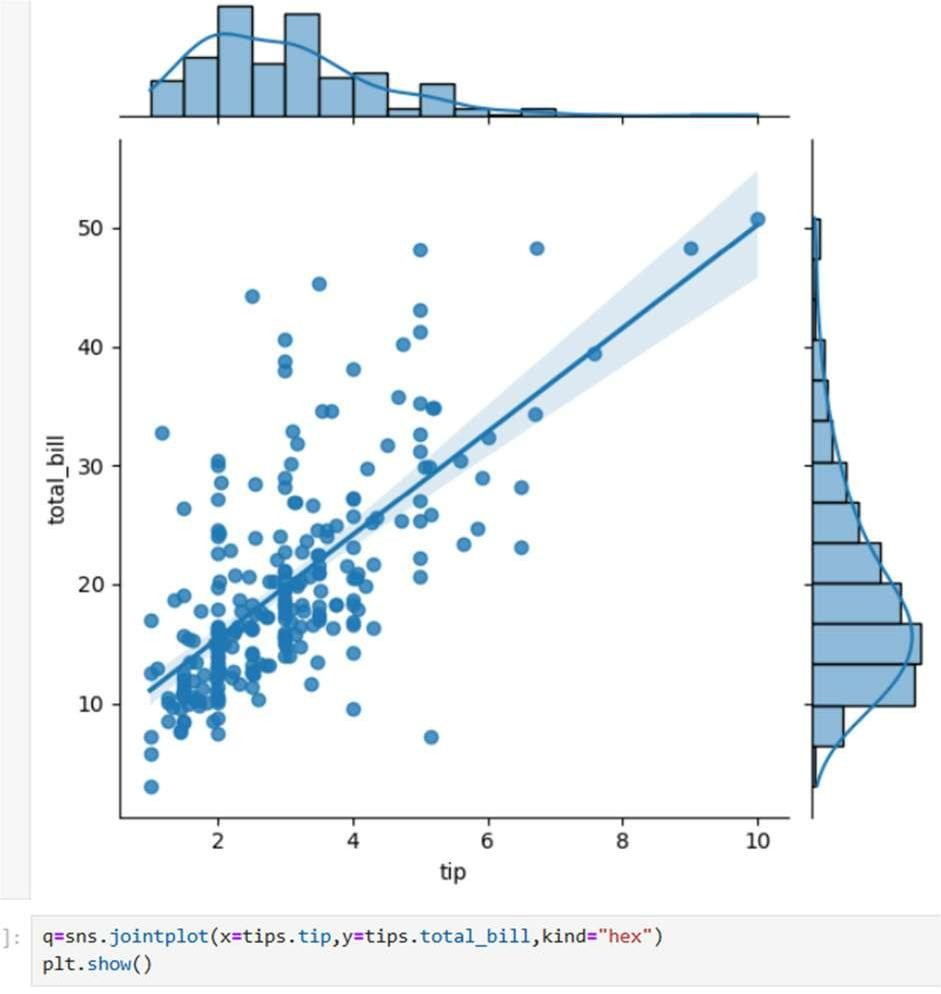 50
40
30
20
10
total_bill
2 4 6 8 10
tip
]: q=sns.jointplot(x=tips.tip,y=tips.total_bill,kind="hex")
plt.show()